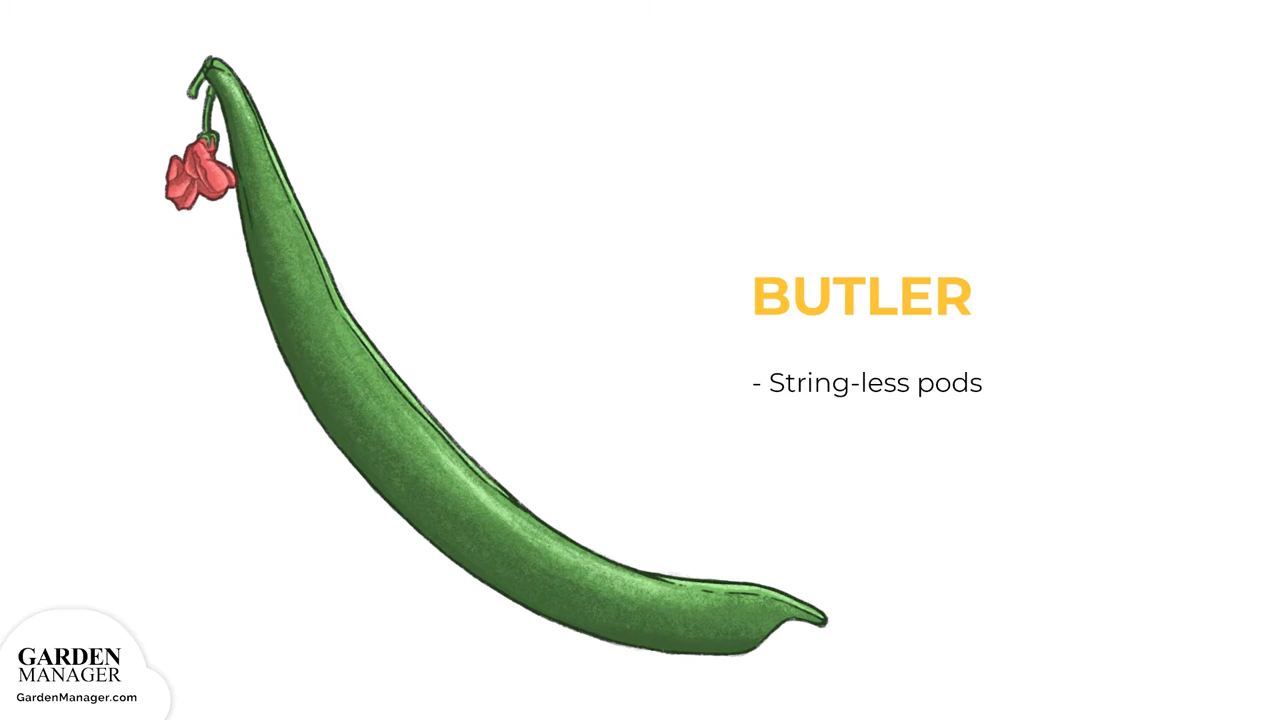 BUTLER
- String-less pods
GARDEN
MANAGER
GardenManager.com